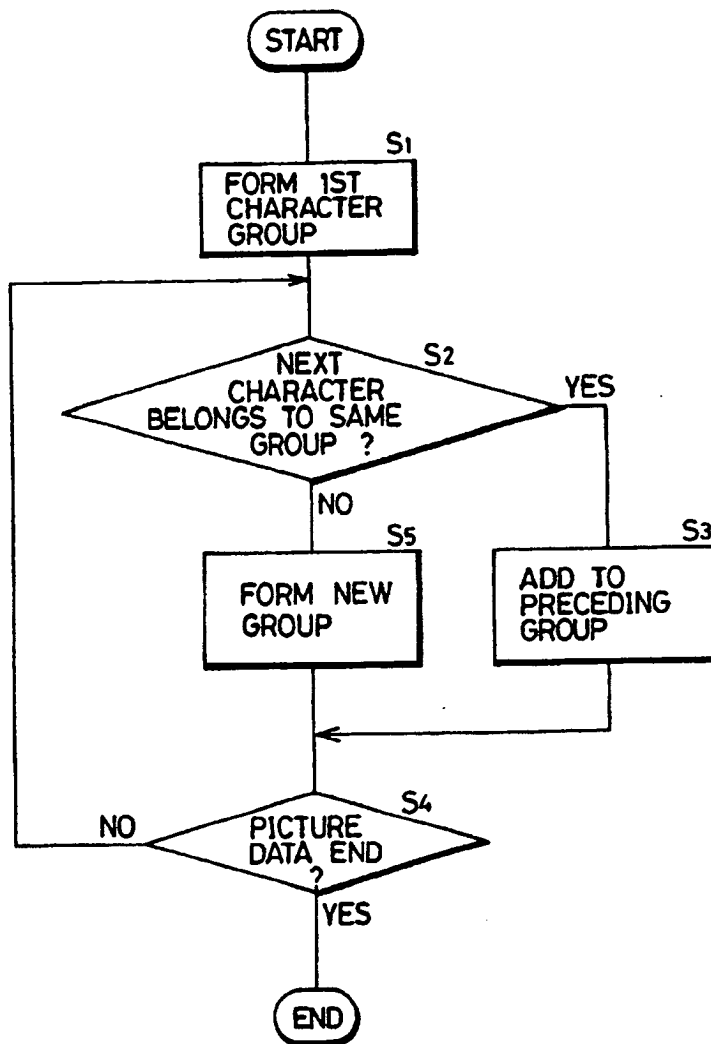 START
S1
FORM 1ST
CHARACTER
GROUP
S2
NEXT
CHARACTER
BELONGS TO SAME
GROUP ?
YES
NO
S5
FORM NEW
GROUP
S3
ADD TO
PRECEDING
GROUP
S4
PICTURE
DATA END
?
NO
YES
END